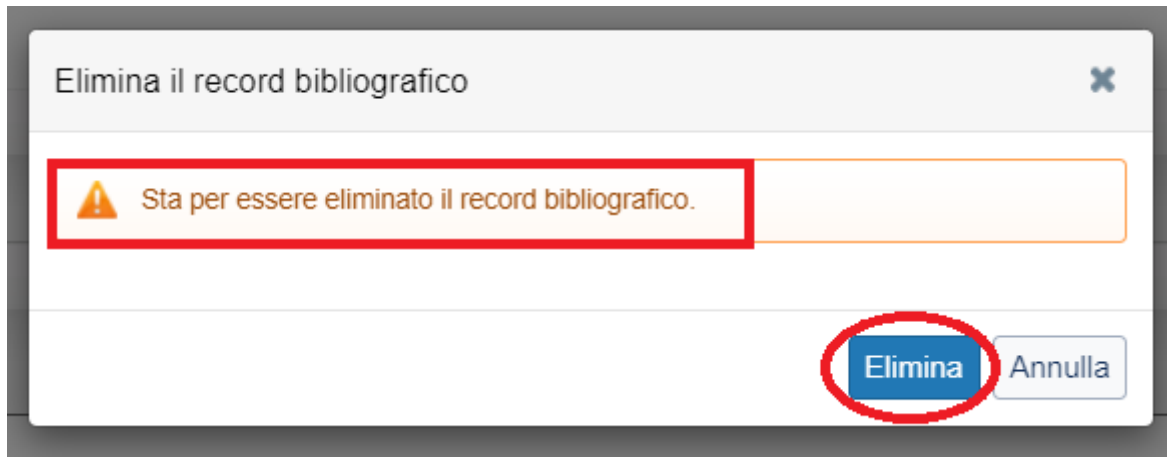 Elimina il record bibliografico
Sta per essere eliminato il record bibliografico.
Elimina Annulla